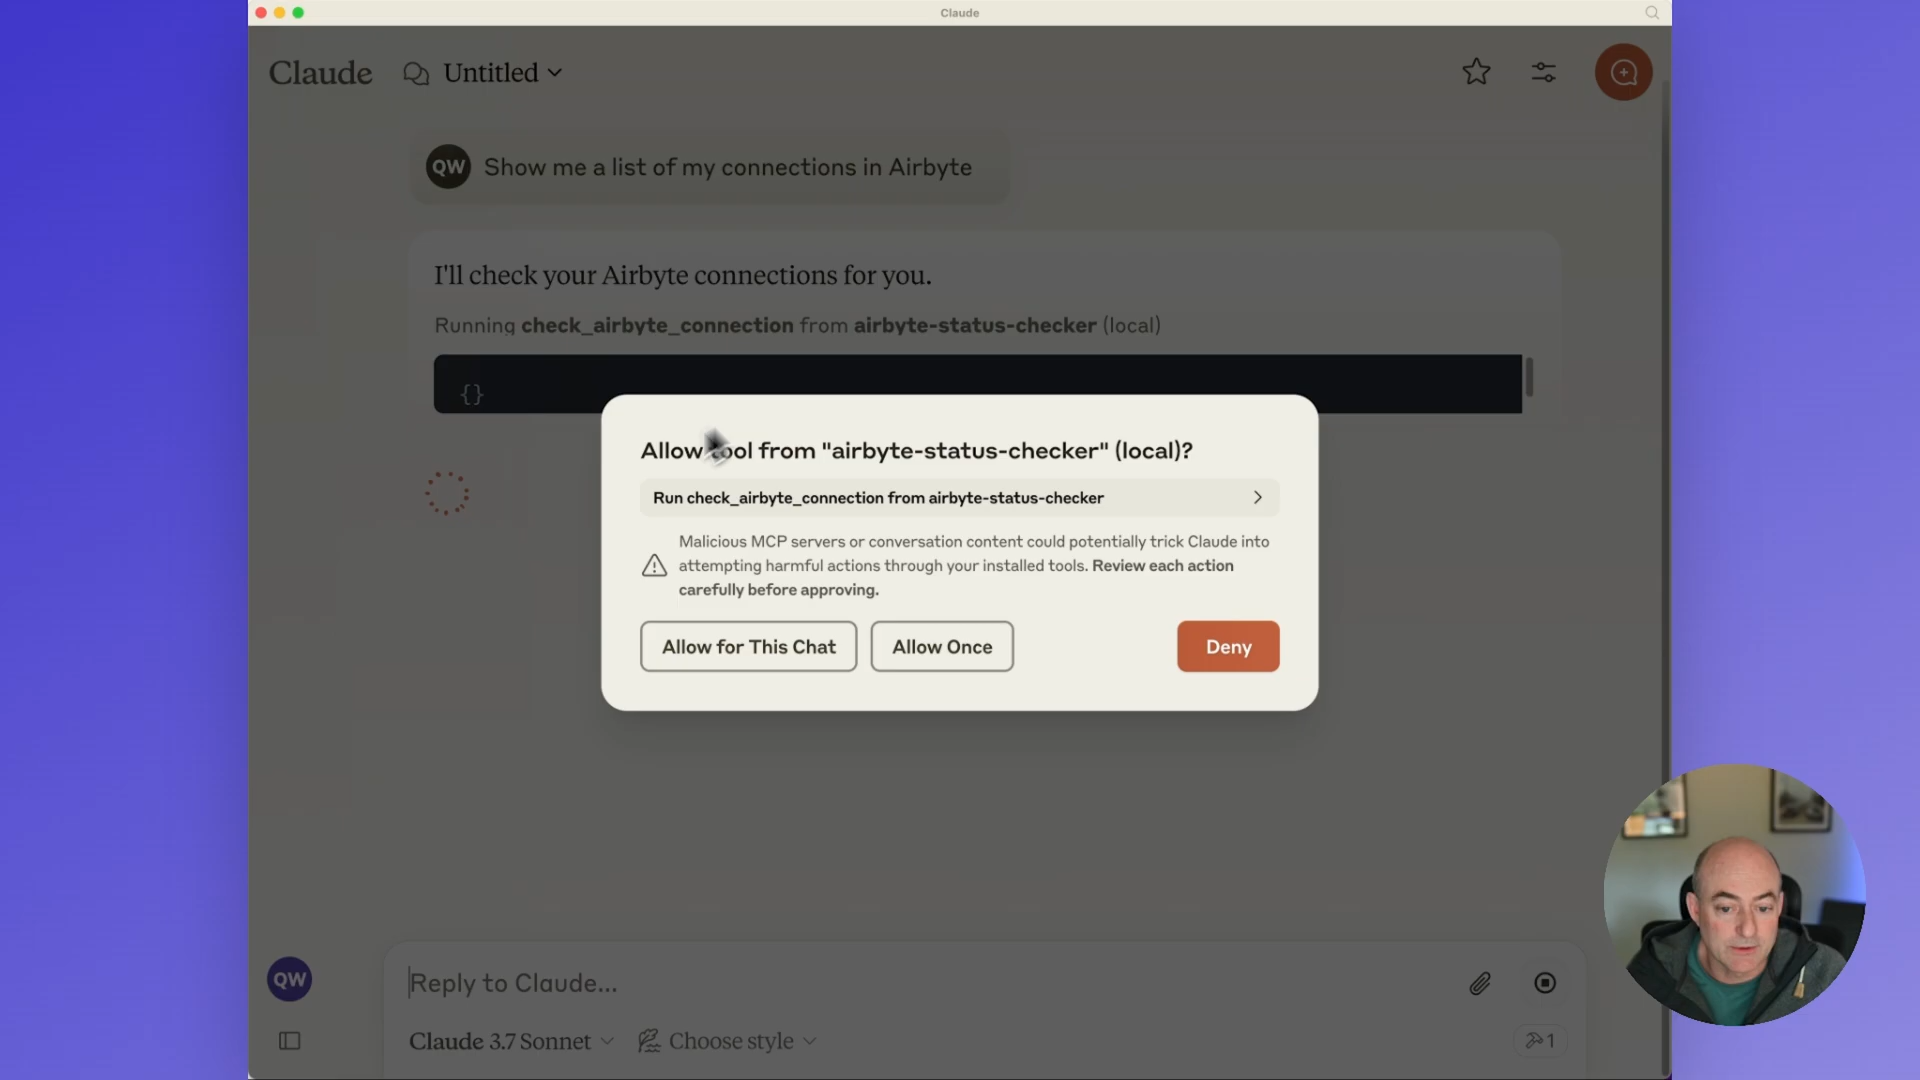 Claude
Claude
Untitled
QW
Show me a list of my connections in Airbyte
I'll check your Airbyte connections for you.
Running check_airbyte_connection from airbyte-status-checker (local)
{}
Allow tool from "airbyte-status-checker" (local)?
Run check_airbyte_connection from airbyte-status-checker
Malicious MCP servers or conversation content could potentially trick Claude into
attempting harmful actions through your installed tools. Review each action
carefully before approving.
Allow for This Chat
Allow Once
Deny
QW
Reply to Claude...
Claude 3.7 Sonnet
Choose style
1